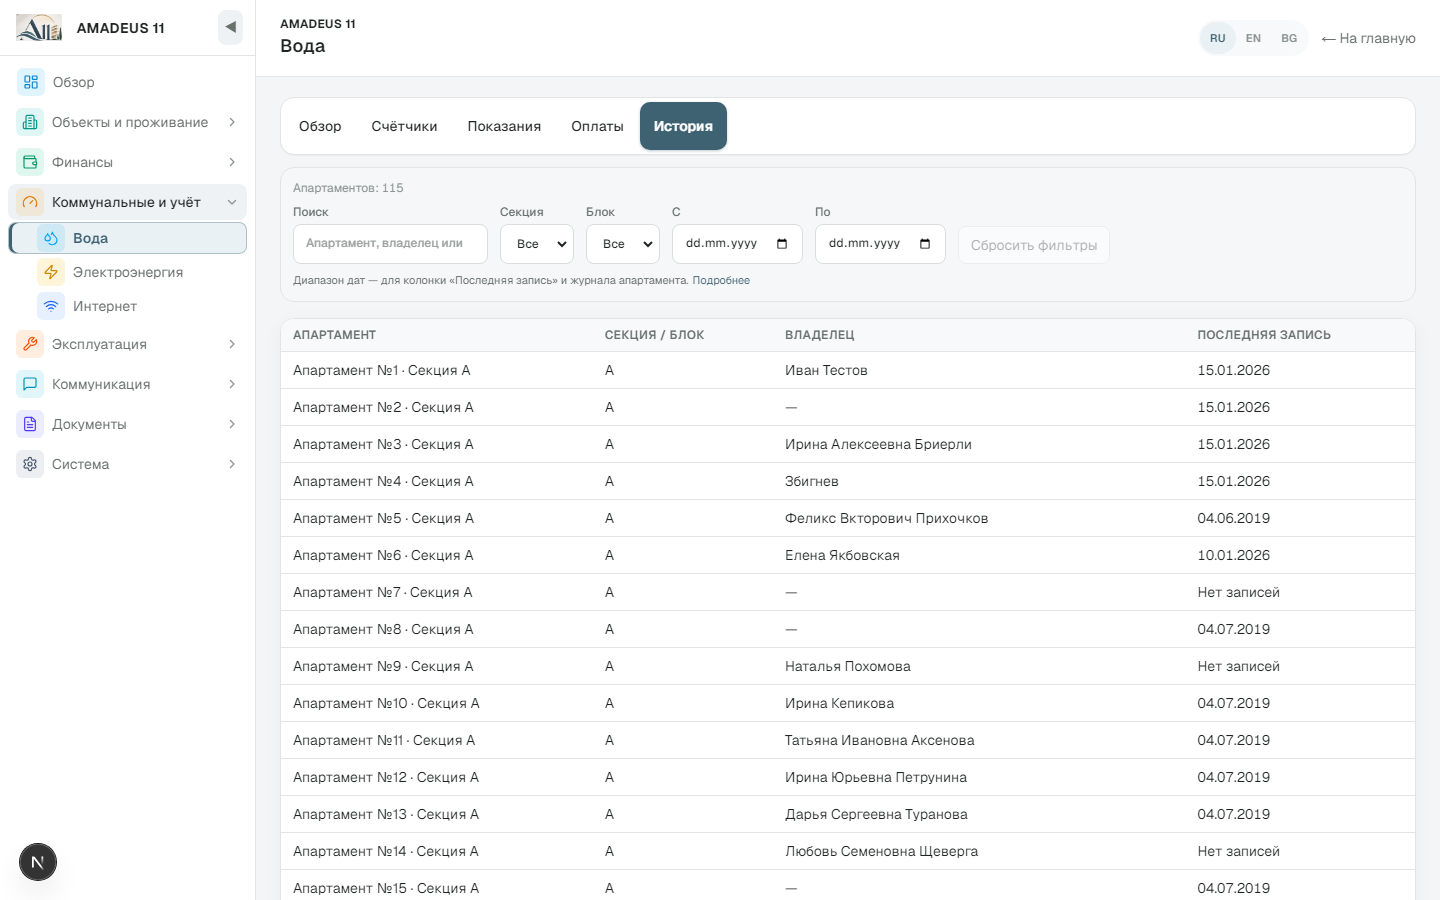 AMADEUS 11
◀
Обзор
Объекты и проживание
Финансы
Коммунальные и учёт
Вода
Электроэнергия
Интернет
Эксплуатация
Коммуникация
Документы
Система
N
AMADEUS 11
Вода
RU EN BG ← На главную
Обзор Счётчики Показания Оплаты История
Апартаментов: 115
Поиск Секция Блок С По
Апартамент, владелец или Все Все dd.mm.yyyy dd.mm.yyyy Сбросить фильтры
Диапазон дат — для колонки «Последняя запись» и журнала апартамента. Подробнее
АПАРТАМЕНТ СЕКЦИЯ / БЛОК ВЛАДЕЛЕЦ ПОСЛЕДНЯЯ ЗАПИСЬ
Апартамент №1 · Секция A A Иван Тестов 15.01.2026
Апартамент №2 · Секция A A — 15.01.2026
Апартамент №3 · Секция A A Ирина Алексеевна Бриерли 15.01.2026
Апартамент №4 · Секция A A Збигнев 15.01.2026
Апартамент №5 · Секция A A Феликс Вкторович Прихочков 04.06.2019
Апартамент №6 · Секция A A Елена Якбовская 10.01.2026
Апартамент №7 · Секция A A — Нет записей
Апартамент №8 · Секция A A — 04.07.2019
Апартамент №9 · Секция A A Наталья Похомова Нет записей
Апартамент №10 · Секция A A Ирина Кепикова 04.07.2019
Апартамент №11 · Секция A A Татьяна Ивановна Аксенова 04.07.2019
Апартамент №12 · Секция A A Ирина Юрьевна Петрунина 04.07.2019
Апартамент №13 · Секция A A Дарья Сергеевна Туранова 04.07.2019
Апартамент №14 · Секция A A Любовь Семеновна Щеверга Нет записей
Апартамент №15 · Секция A A — 04.07.2019